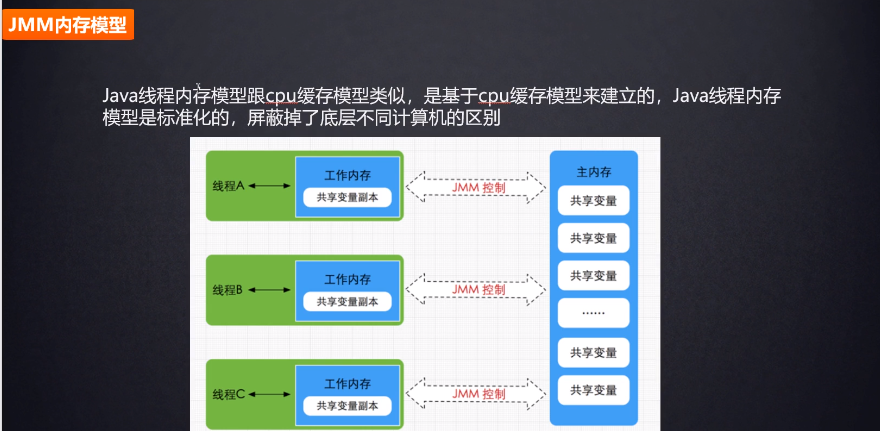 JMM内存模型
Java线程内存模型跟cpu缓存模型类似，是基于cpu缓存模型来建立的，Java线程内存
模型是标准化的，屏蔽掉了底层不同计算机的区别
线程A
工作内存
共享变量副本
JMM 控制
主内存
共享变量
共享变量
线程B
工作内存
共享变量副本
JMM 控制
共享变量
……
线程C
工作内存
共享变量副本
JMM 控制
共享变量
共享变量